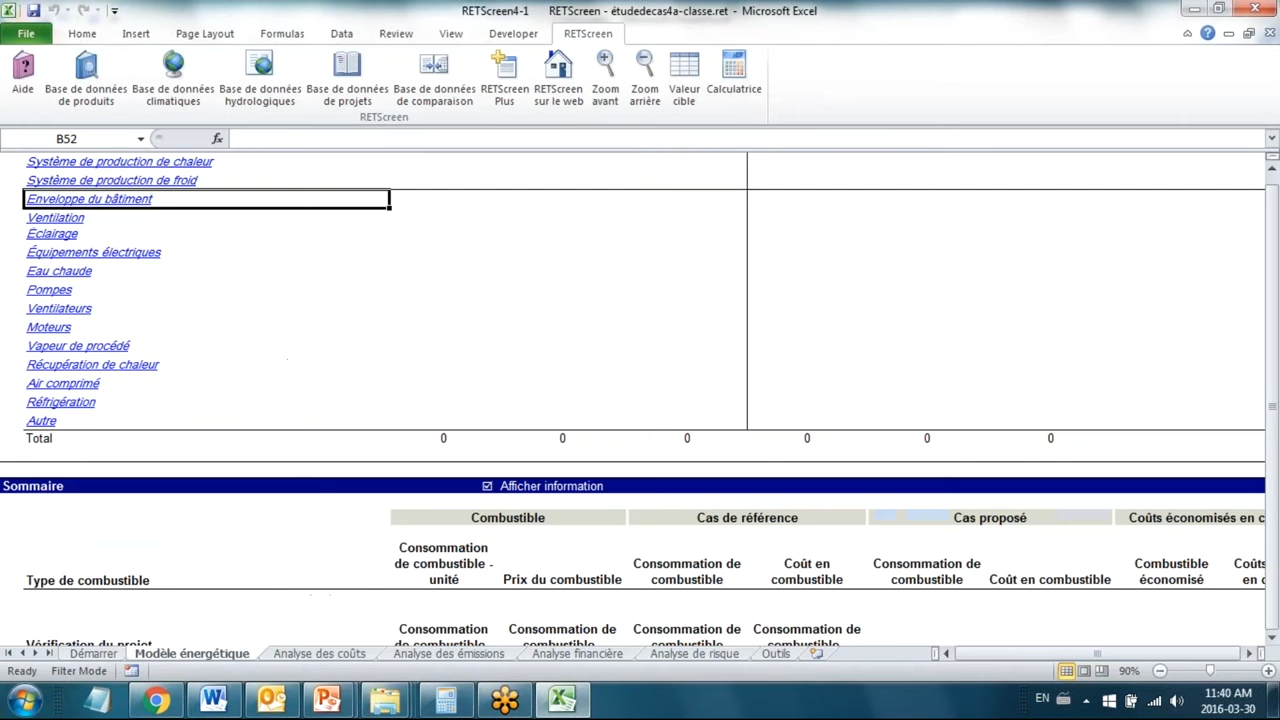 RETScreen4-1 RETScreen - étudedecas4a-classe.ret - Microsoft Excel
File Home Insert Page Layout Formulas Data Review View Developer RETScreen
Aide
Base de données de produits
Base de données climatiques
Base de données hydrologiques
Base de données de projets
Base de données de comparaison
RETScreen Plus
RETScreen sur le web
Zoom avant
Zoom arrière
Valeur cible
Calculatrice
RETScreen
B52 fx
Système de production de chaleur
Système de production de froid
Enveloppe du bâtiment
Ventilation
Éclairage
Équipements électriques
Eau chaude
Pompes
Ventilateurs
Moteurs
Vapeur de procédé
Récupération de chaleur
Air comprimé
Réfrigération
Autre
Total 0 0 0 0 0 0
Sommaire Afficher information
Combustible Cas de référence Cas proposé Coûts économisés en c
Type de combustible
Consommation de combustible - unité
Prix du combustible
Consommation de combustible
Coût en combustible
Consommation de combustible
Coût en combustible
Combustible économisé
Coûts en c
Vérification du projet
Consommation de combustible
Consommation de combustible
Consommation de combustible
Consommation de combustible
Démarrer Modèle énergétique Analyse des coûts Analyse des émissions Analyse financière Analyse de risque Outils
Ready Filter Mode 90%
EN 11:40 AM
2016-03-30